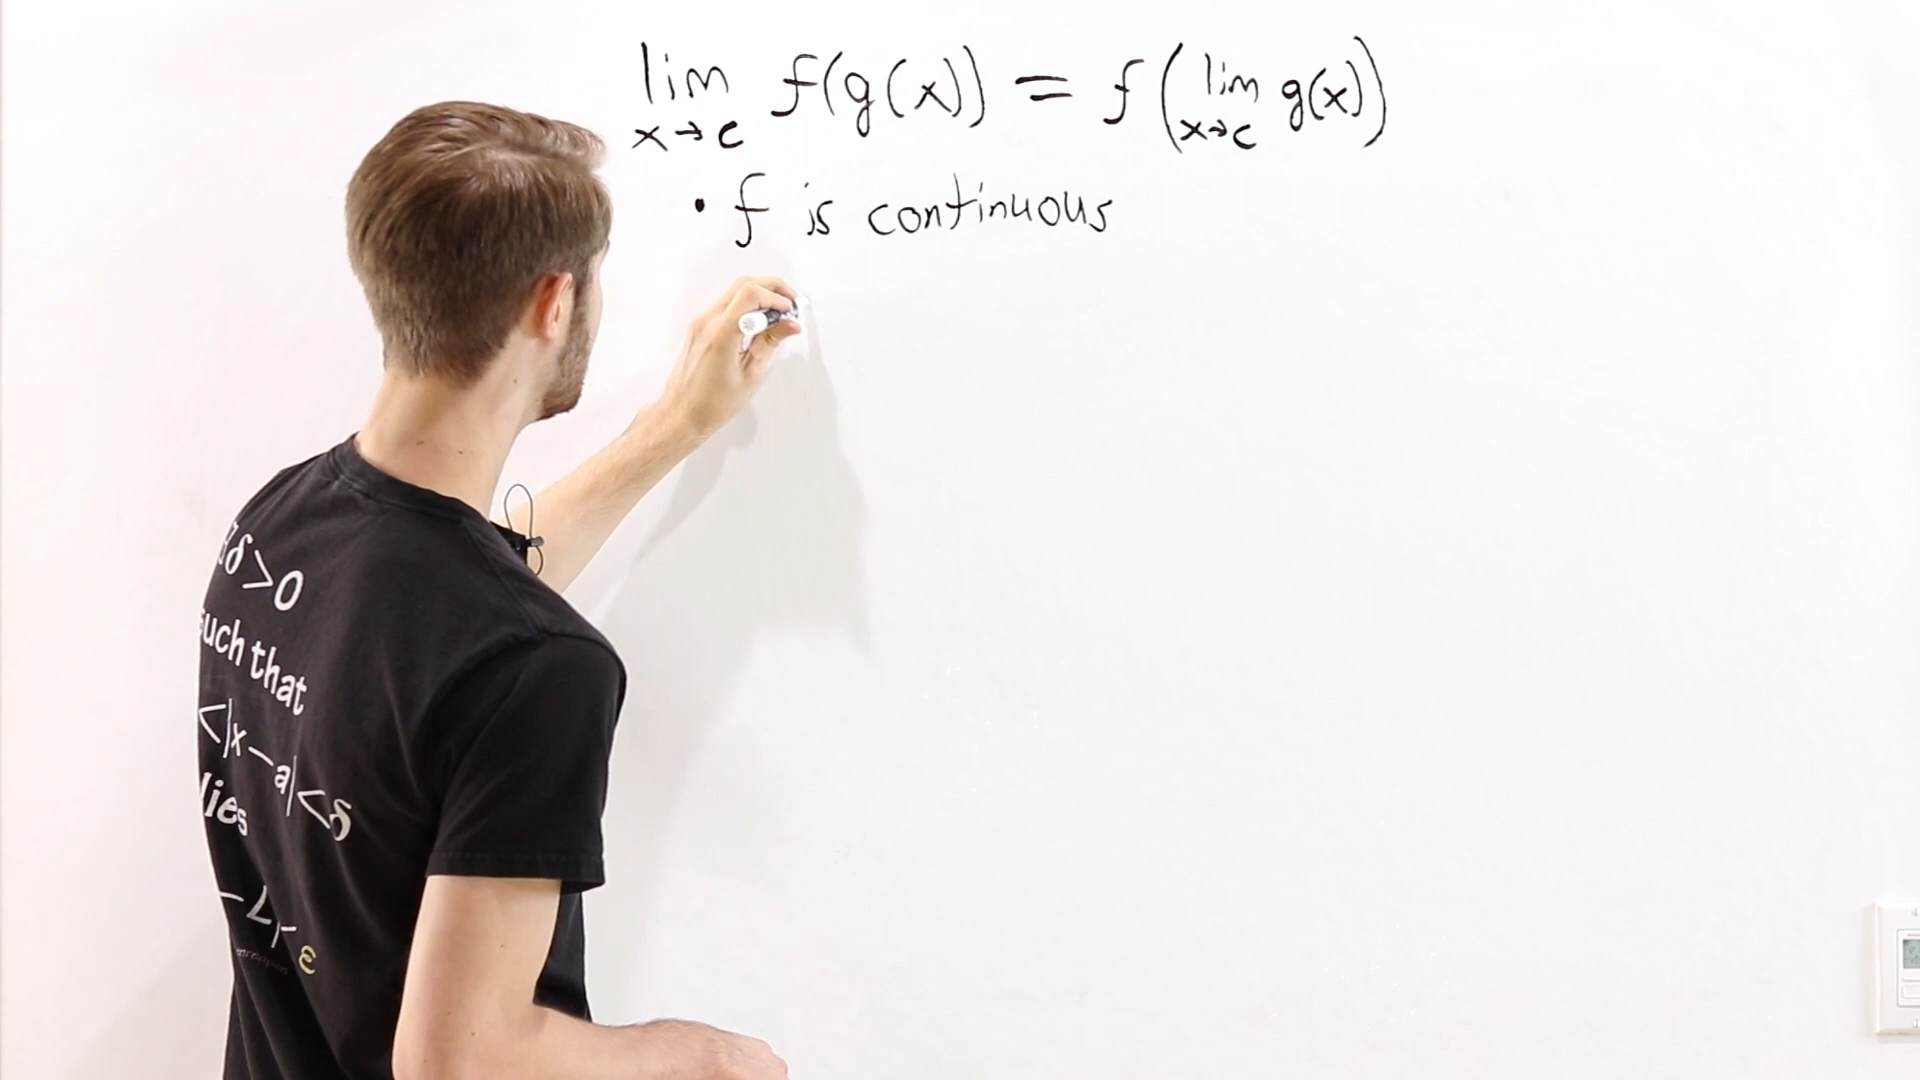 lim f(g(x)) = f(lim g(x))
x→c x→c
• f is continuous
∃δ>0
such that
<|x−a|<δ
lies
−L|−ε